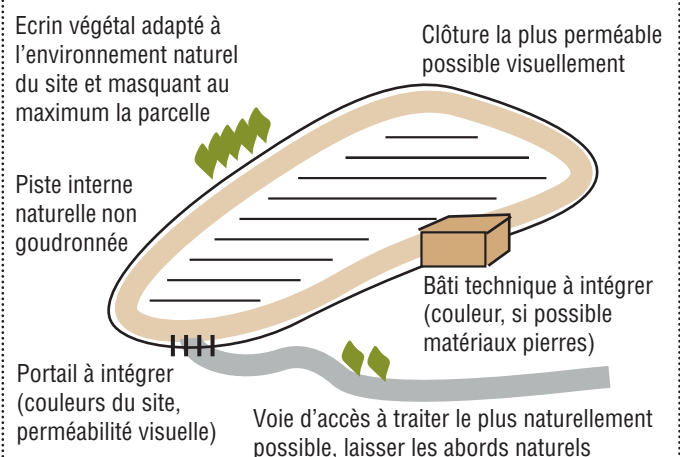 Ecrin végétal adapté à
l'environnement naturel
du site et masquant au
maximum la parcelle
Clôture la plus perméable
possible visuellement
Piste interne
naturelle non
goudronnée
Bâti technique à intégrer
(couleur, si possible
matériaux pierres)
Portail à intégrer
(couleurs du site,
perméabilité visuelle)
Voie d'accès à traiter le plus naturellement
possible, laisser les abords naturels